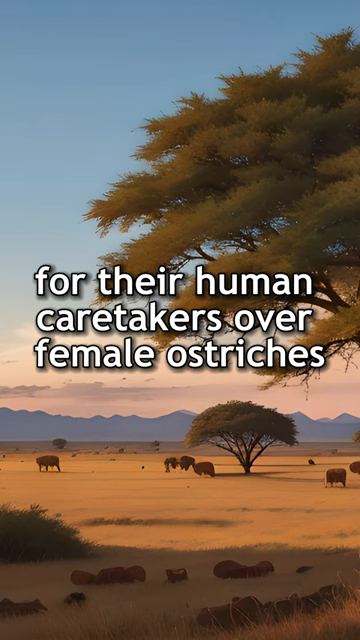 for their human
caretakers over
female ostriches